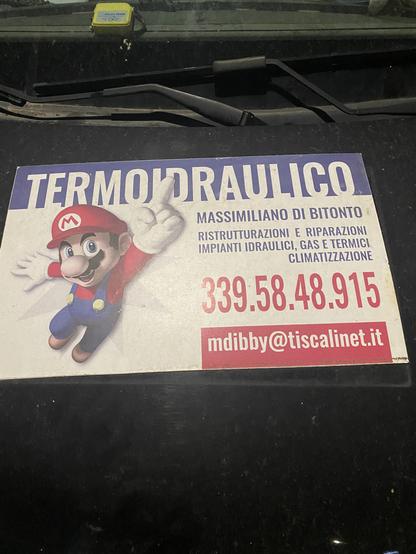 TERMOIDRAULICO
M
MASSIMILIANO DI BITONTO
RISTRUTTURAZIONI E RIPARAZIONI
IMPIANTI IDRAULICI, GAS E TERMICI
CLIMATIZZAZIONE
339.58.48.915
mdibby@tiscalinet.it